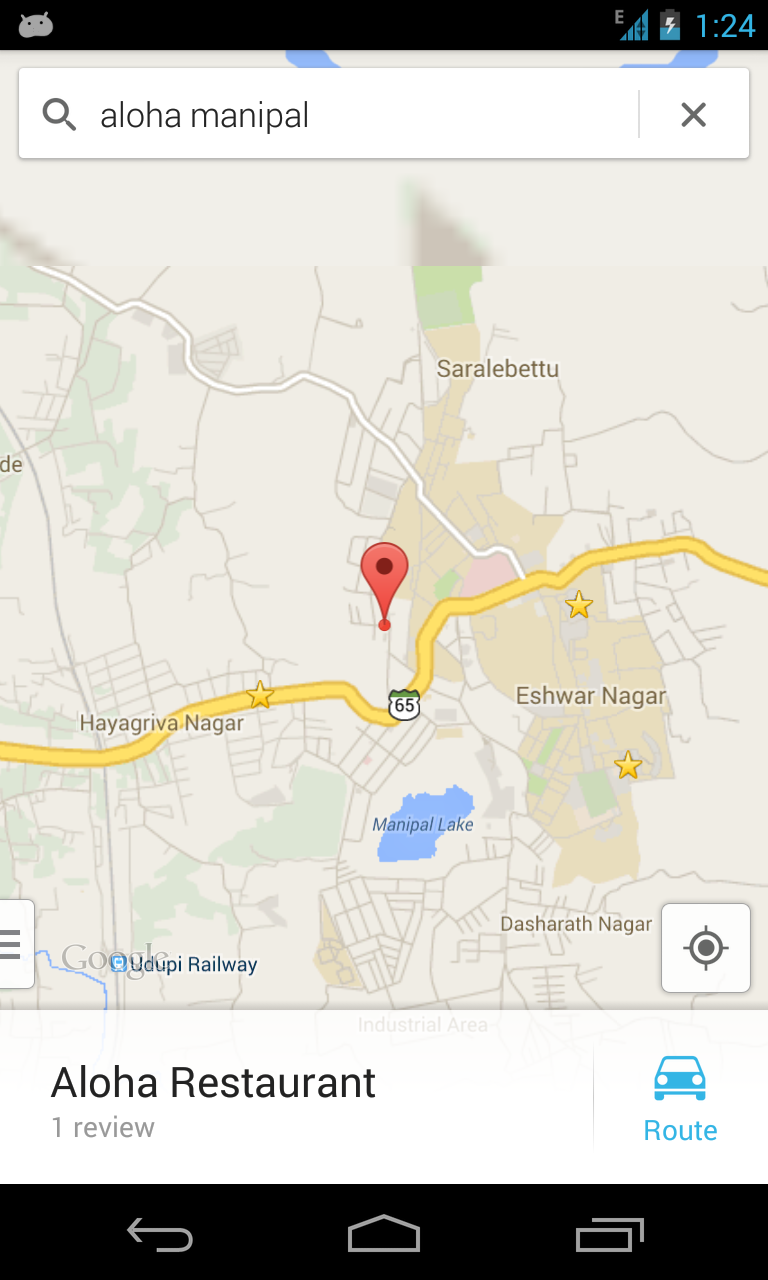 E 1:24
aloha manipal
Saralebettu
de
65
Eshwar Nagar
Hayagriva Nagar
Manipal Lake
Dasharath Nagar
Google
Udupi Railway
Industrial Area
Aloha Restaurant
1 review
Route